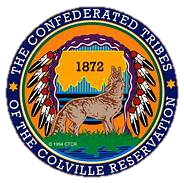 THE CONFEDERATED TRIBES
1872
© 1994 CTCR
OF THE COLVILLE RESERVATION